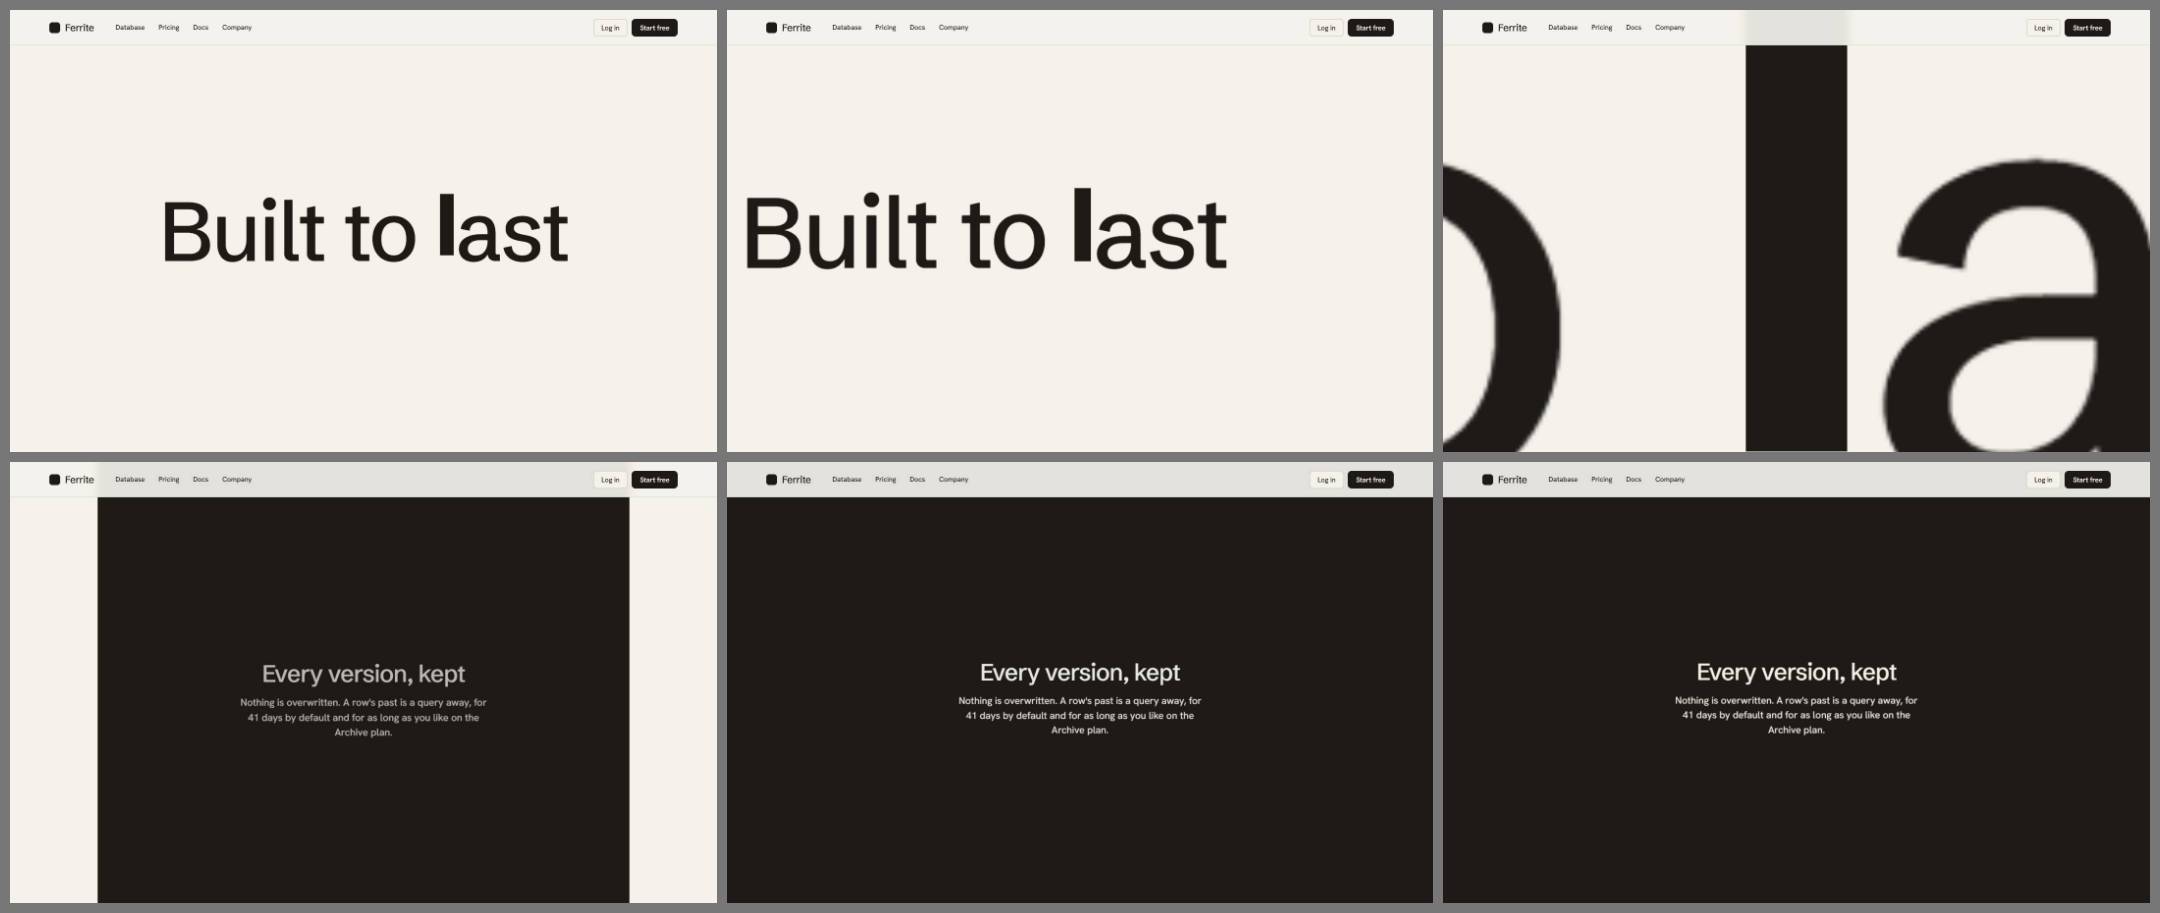 Ferrite Database Pricing Docs Company Log in Start free
Built to last
Ferrite Database Pricing Docs Company Log in Start free
Built to last
Ferrite Database Pricing Docs Company Log in Start free
o la
Ferrite Database Pricing Docs Company Log in Start free
Every version, kept
Nothing is overwritten. A row's past is a query away, for
41 days by default and for as long as you like on the
Archive plan.
Ferrite Database Pricing Docs Company Log in Start free
Every version, kept
Nothing is overwritten. A row's past is a query away, for
41 days by default and for as long as you like on the
Archive plan.
Ferrite Database Pricing Docs Company Log in Start free
Every version, kept
Nothing is overwritten. A row's past is a query away, for
41 days by default and for as long as you like on the
Archive plan.